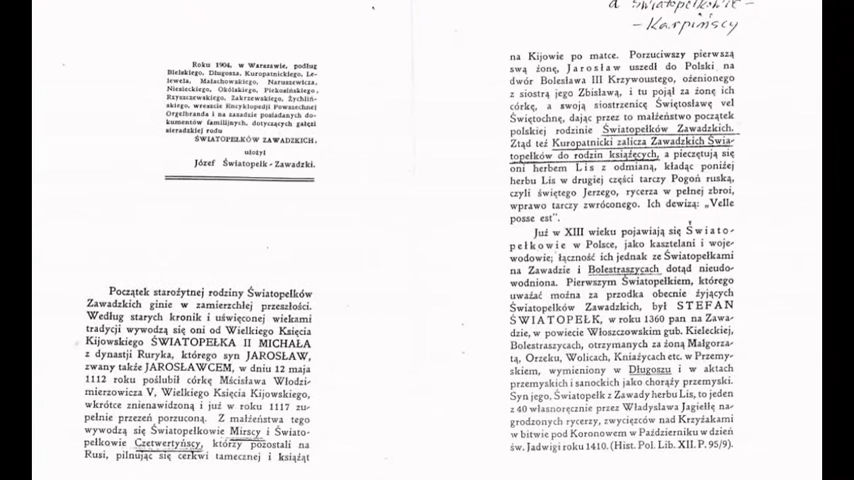 Roku 1904, w Warszawie, podług
Bielskiego, Długosza, Kuropatnickiego, Le-
lewela, Małachowskiego, Naruszewicza,
Niesieckiego, Okólskiego, Piekosińskiego,
Rzyszczewskiego, Zakrzewskiego, Żychliń-
skiego, wreszcie Encyklopedji Powszechnej
Orgelbranda i na zasadzie posiadanych do-
kumentów familijnych, dotyczących gałęzi
sieradzkiej rodu
ŚWIATOPEŁKÓW ZAWADZKICH,
ułożył
Józef Światopełk-Zawadzki.
Początek starożytnej rodziny Światopełków
Zawadzkich ginie w zamierzchłej przeszłości.
Według starych kronik i uświęconej wiekami
tradycji wywodzą się oni od Wielkiego Księcia
Kijowskiego ŚWIATOPEŁKA II MICHAŁA
z dynastji Ruryka, którego syn JAROSŁAW,
zwany także JAROSŁAWCEM, w dniu 12 maja
1112 roku poślubił córkę Mścisława Włodzi-
mierzowicza V, Wielkiego Księcia Kijowskiego,
wkrótce znienawidzoną i już w roku 1117 zu-
pełnie przezeń porzuconą. Z małżeństwa tego
wywodzą się Światopełkowie Mirscy i Świato-
pełkowie Czetwertyńscy, którzy pozostali na
Rusi, pilnując się cerkwi tamecznej i książąt
a Światopełkowie -
- Karpińscy
na Kijowie po matce. Porzuciwszy pierwszą
swą żonę, Jarosław uszedł do Polski na
dwór Bolesława III Krzywoustego, ożenionego
z siostrą jego Zbisławą, i tu pojął za żonę ich
córkę, a swoją siostrzenicę Świętosławę vel
Świętochnę, dając przez to małżeństwo początek
polskiej rodzinie Światopełków Zawadzkich.
Ztąd też Kuropatnicki zalicza Zawadzkich Świa-
topełków do rodzin książęcych, a pieczętują się
oni herbem Lis z odmianą, kładąc poniżej
herbu Lis w drugiej części tarczy Pogoń ruską,
czyli świętego Jerzego, rycerza w pełnej zbroi,
wprawo tarczy zwróconego. Ich dewizą: „Velle
posse est".
Już w XIII wieku pojawiają się Świato-
pełkowie w Polsce, jako kasztelani i woje-
wodowie; łączność ich jednak ze Światopełkami
na Zawadzie i Bolestraszycach dotąd nieudo-
wodniona. Pierwszym Światopełkiem, którego
uważać można za przodka obecnie żyjących
Światopełków Zawadzkich, był STEFAN
ŚWIATOPEŁK, w roku 1360 pan na Zawa-
dzie, w powiecie Włoszczowskim gub. Kieleckiej,
Bolestraszycach, otrzymanych za żoną Małgorza-
tą, Orzeku, Wolicach, Kniaźycach etc. w Przemy-
skiem, wymieniony w Długoszu i w aktach
przemyskich i sanockich jako chorąży przemyski.
Syn jego, Światopełk z Zawady herbu Lis, to jeden
z 40 własnoręcznie przez Władysława Jagiełłę na-
grodzonych rycerzy, zwycięzców nad Krzyżakami
w bitwie pod Koronowem w Październiku w dzień
św. Jadwigi roku 1410. (Hist. Pol. Lib. XII. P. 95/9).